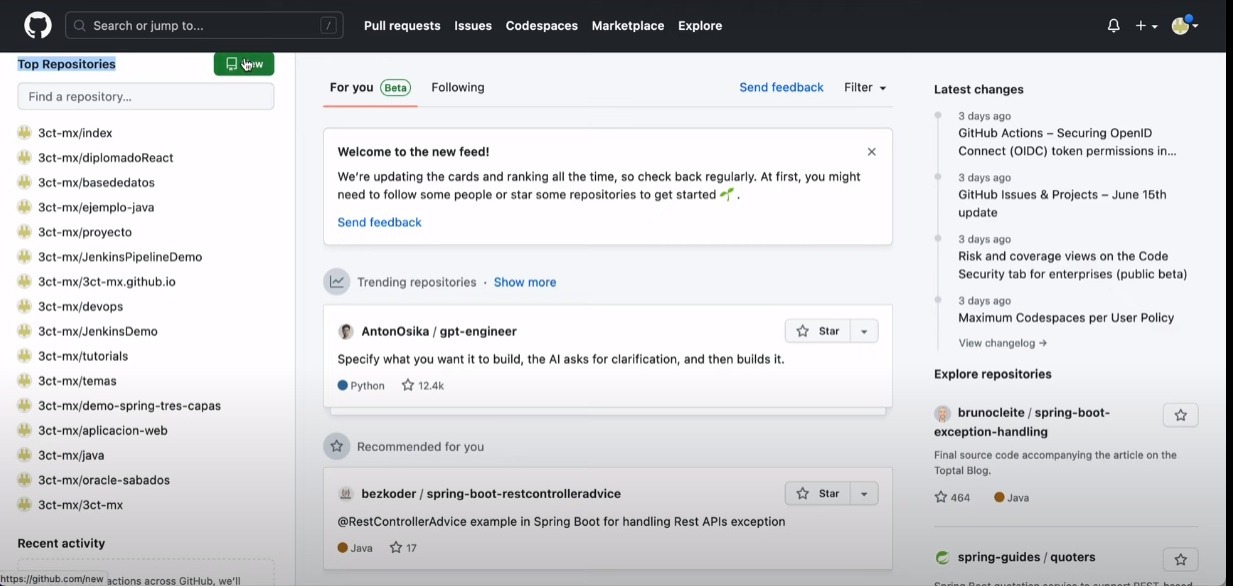 Search or jump to... /
Pull requests Issues Codespaces Marketplace Explore
Top Repositories
Find a repository...
3ct-mx/index
3ct-mx/diplomadoReact
3ct-mx/basededatos
3ct-mx/ejemplo-java
3ct-mx/proyecto
3ct-mx/JenkinsPipelineDemo
3ct-mx/3ct-mx.github.io
3ct-mx/devops
3ct-mx/JenkinsDemo
3ct-mx/tutorials
3ct-mx/temas
3ct-mx/demo-spring-tres-capas
3ct-mx/aplicacion-web
3ct-mx/java
3ct-mx/oracle-sabados
3ct-mx/3ct-mx
Recent activity
actions across GitHub, we'll
https://github.com/new
For you Beta Following
Send feedback Filter
Welcome to the new feed!
We're updating the cards and ranking all the time, so check back regularly. At first, you might
need to follow some people or star some repositories to get started 🌱 .
Send feedback
Trending repositories · Show more
AntonOsika / gpt-engineer
Star
Specify what you want it to build, the AI asks for clarification, and then builds it.
Python 12.4k
Recommended for you
bezkoder / spring-boot-restcontrolleradvice
Star
@RestControllerAdvice example in Spring Boot for handling Rest APIs exception
Java 17
Latest changes
3 days ago
GitHub Actions – Securing OpenID
Connect (OIDC) token permissions in...
3 days ago
GitHub Issues & Projects – June 15th
update
3 days ago
Risk and coverage views on the Code
Security tab for enterprises (public beta)
3 days ago
Maximum Codespaces per User Policy
View changelog →
Explore repositories
brunocleite / spring-boot-
exception-handling
Final source code accompanying the article on the
Toptal Blog.
464 Java
spring-guides / quoters